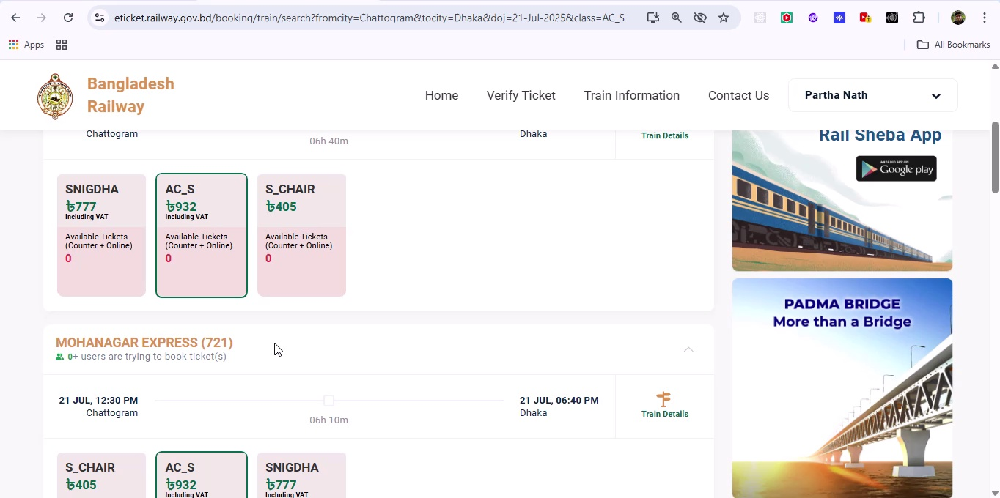 eticket.railway.gov.bd/booking/train/search?fromcity=Chattogram&tocity=Dhaka&doj=21-Jul-2025&class=AC_S
Apps
All Bookmarks
Bangladesh
Railway
Home
Verify Ticket
Train Information
Contact Us
Partha Nath
Chattogram
06h 40m
Dhaka
Train Details
SNIGDHA
৳777
Including VAT
Available Tickets
(Counter + Online)
0
AC_S
৳932
Including VAT
Available Tickets
(Counter + Online)
0
S_CHAIR
৳405
Available Tickets
(Counter + Online)
0
MOHANAGAR EXPRESS (721)
0+ users are trying to book ticket(s)
21 JUL, 12:30 PM
Chattogram
06h 10m
21 JUL, 06:40 PM
Dhaka
Train Details
S_CHAIR
৳405
AC_S
৳932
Including VAT
SNIGDHA
৳777
Including VAT
Rail Sheba App
ANDROID APP ON
Google play
PADMA BRIDGE
More than a Bridge